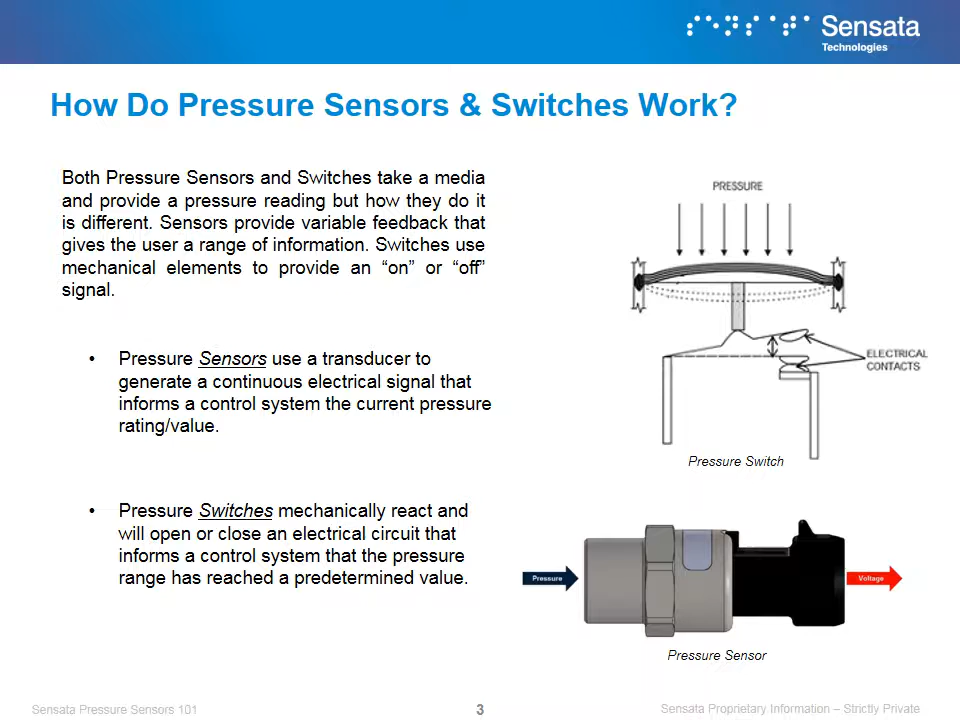 Sensata
Technologies
How Do Pressure Sensors & Switches Work?
Both Pressure Sensors and Switches take a media
and provide a pressure reading but how they do it
is different. Sensors provide variable feedback that
gives the user a range of information. Switches use
mechanical elements to provide an “on” or “off”
signal.
• Pressure Sensors use a transducer to
generate a continuous electrical signal that
informs a control system the current pressure
rating/value.
• Pressure Switches mechanically react and
will open or close an electrical circuit that
informs a control system that the pressure
range has reached a predetermined value.
PRESSURE
ELECTRICAL
CONTACTS
Pressure Switch
Pressure
Voltage
Pressure Sensor
Sensata Pressure Sensors 101
3
Sensata Proprietary Information – Strictly Private